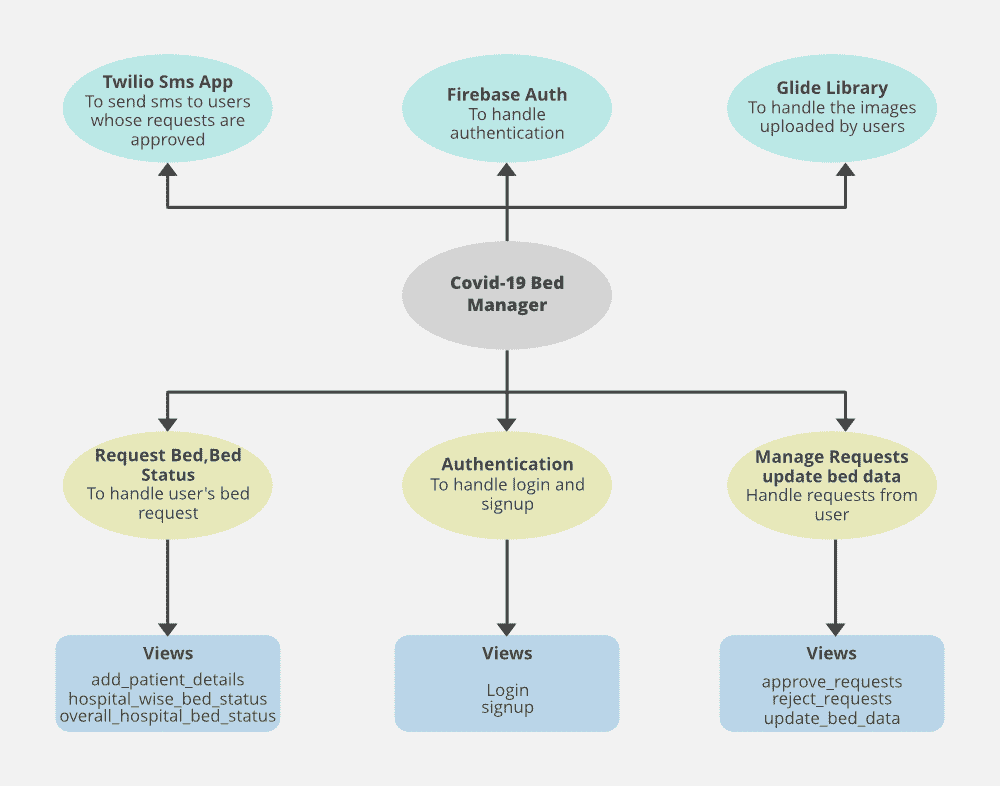 Twilio Sms App
To send sms to users
whose requests are
approved
Firebase Auth
To handle
authentication
Glide Library
To handle the images
uploaded by users
Covid-19 Bed
Manager
Request Bed,Bed
Status
To handle user's bed
request
Authentication
To handle login and
signup
Manage Requests
update bed data
Handle requests from
user
Views
add_patient_details
hospital_wise_bed_status
overall_hospital_bed_status
Views
Login
signup
Views
approve_requests
reject_requests
update_bed_data